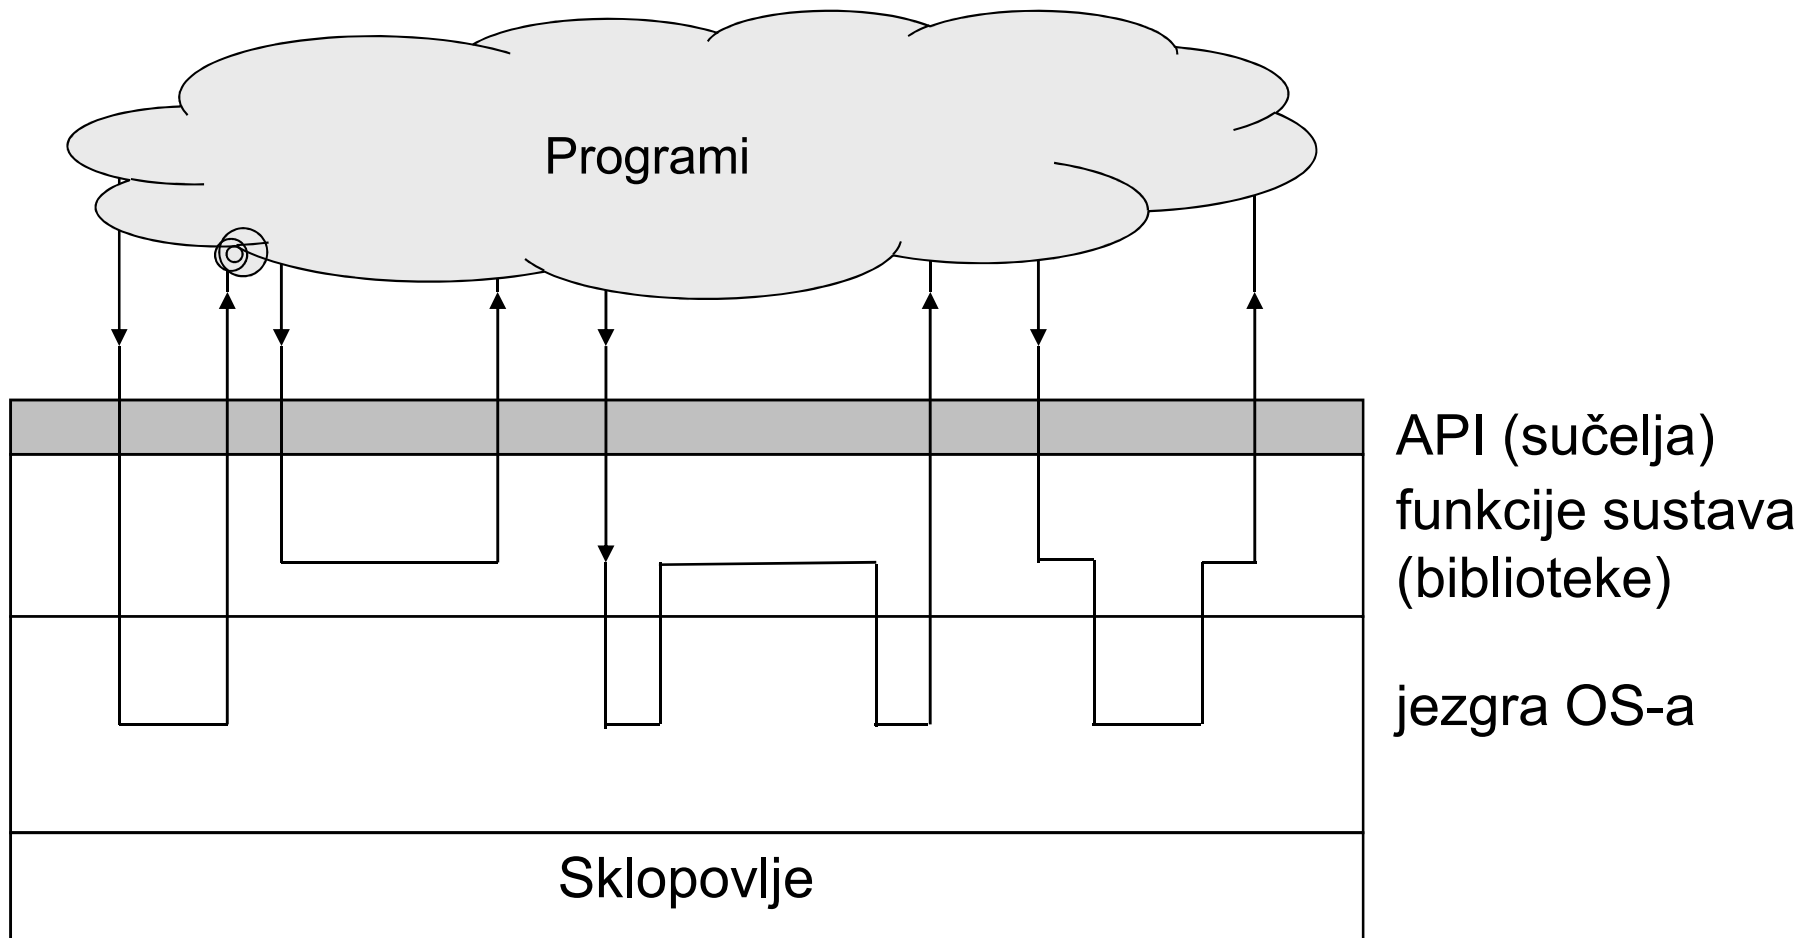 Programi
API (sučelja)
funkcije sustava
(biblioteke)
jezgra OS-a
Sklopovlje